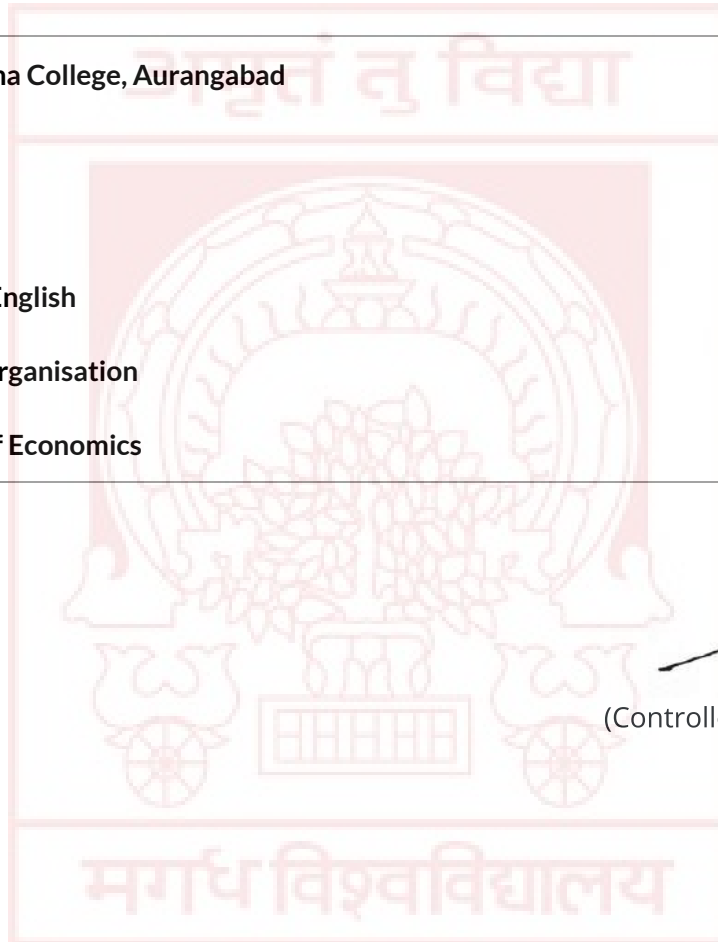 अमृतं तु विद्या
na College, Aurangabad
English
rganisation
f Economics
(Controll
मगध विश्वविद्यालय